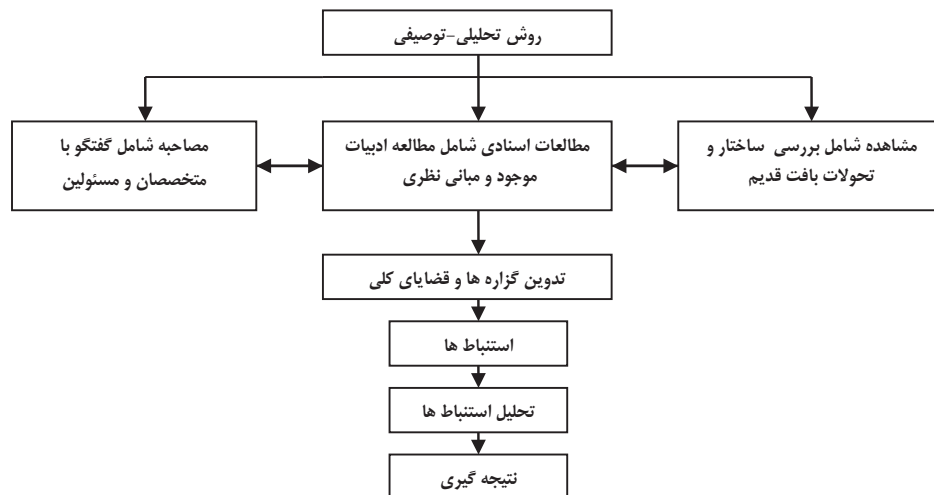 روش تحلیلی-توصیفی
مشاهده شامل بررسی ساختار و
تحولات بافت قدیم
مطالعات اسنادی شامل مطالعه ادبیات
موجود و مبانی نظری
مصاحبه شامل گفتگو با
متخصصان و مسئولین
تدوین گزاره ها و قضایای کلی
استنباط ها
تحلیل استنباط ها
نتیجه گیری